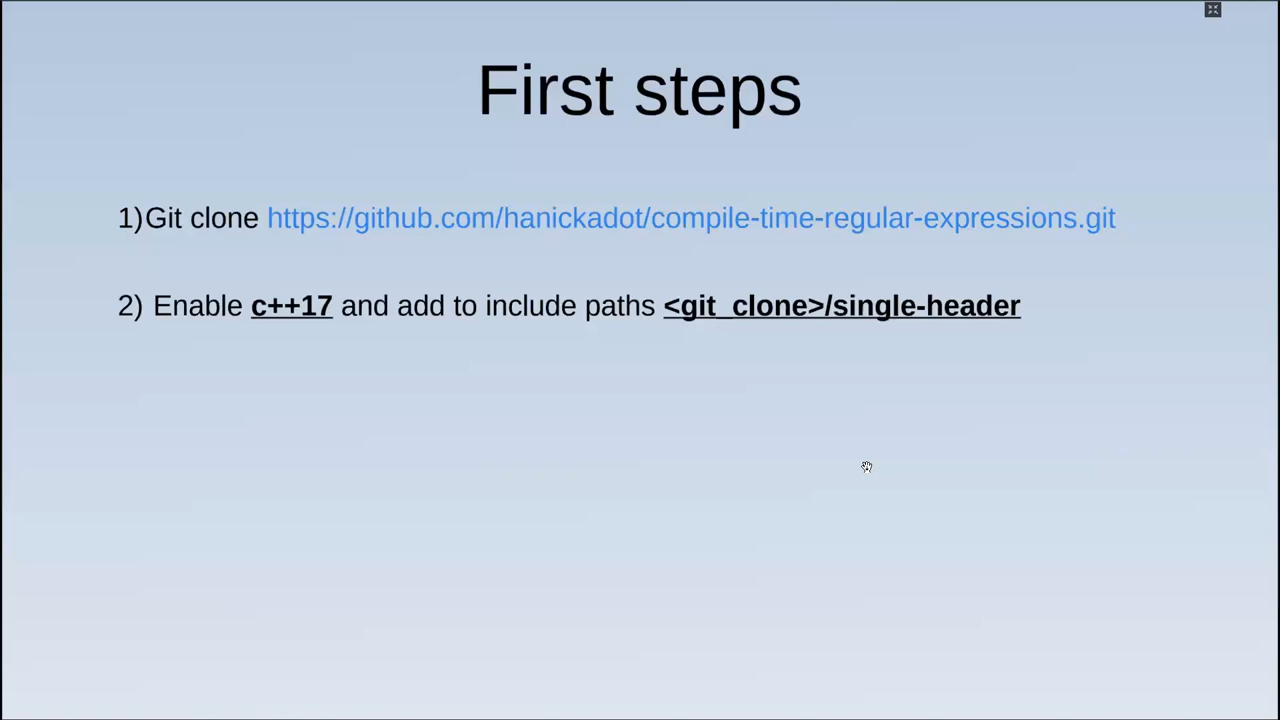 First steps
1)Git clone https://github.com/hanickadot/compile-time-regular-expressions.git
2) Enable c++17 and add to include paths <git_clone>/single-header